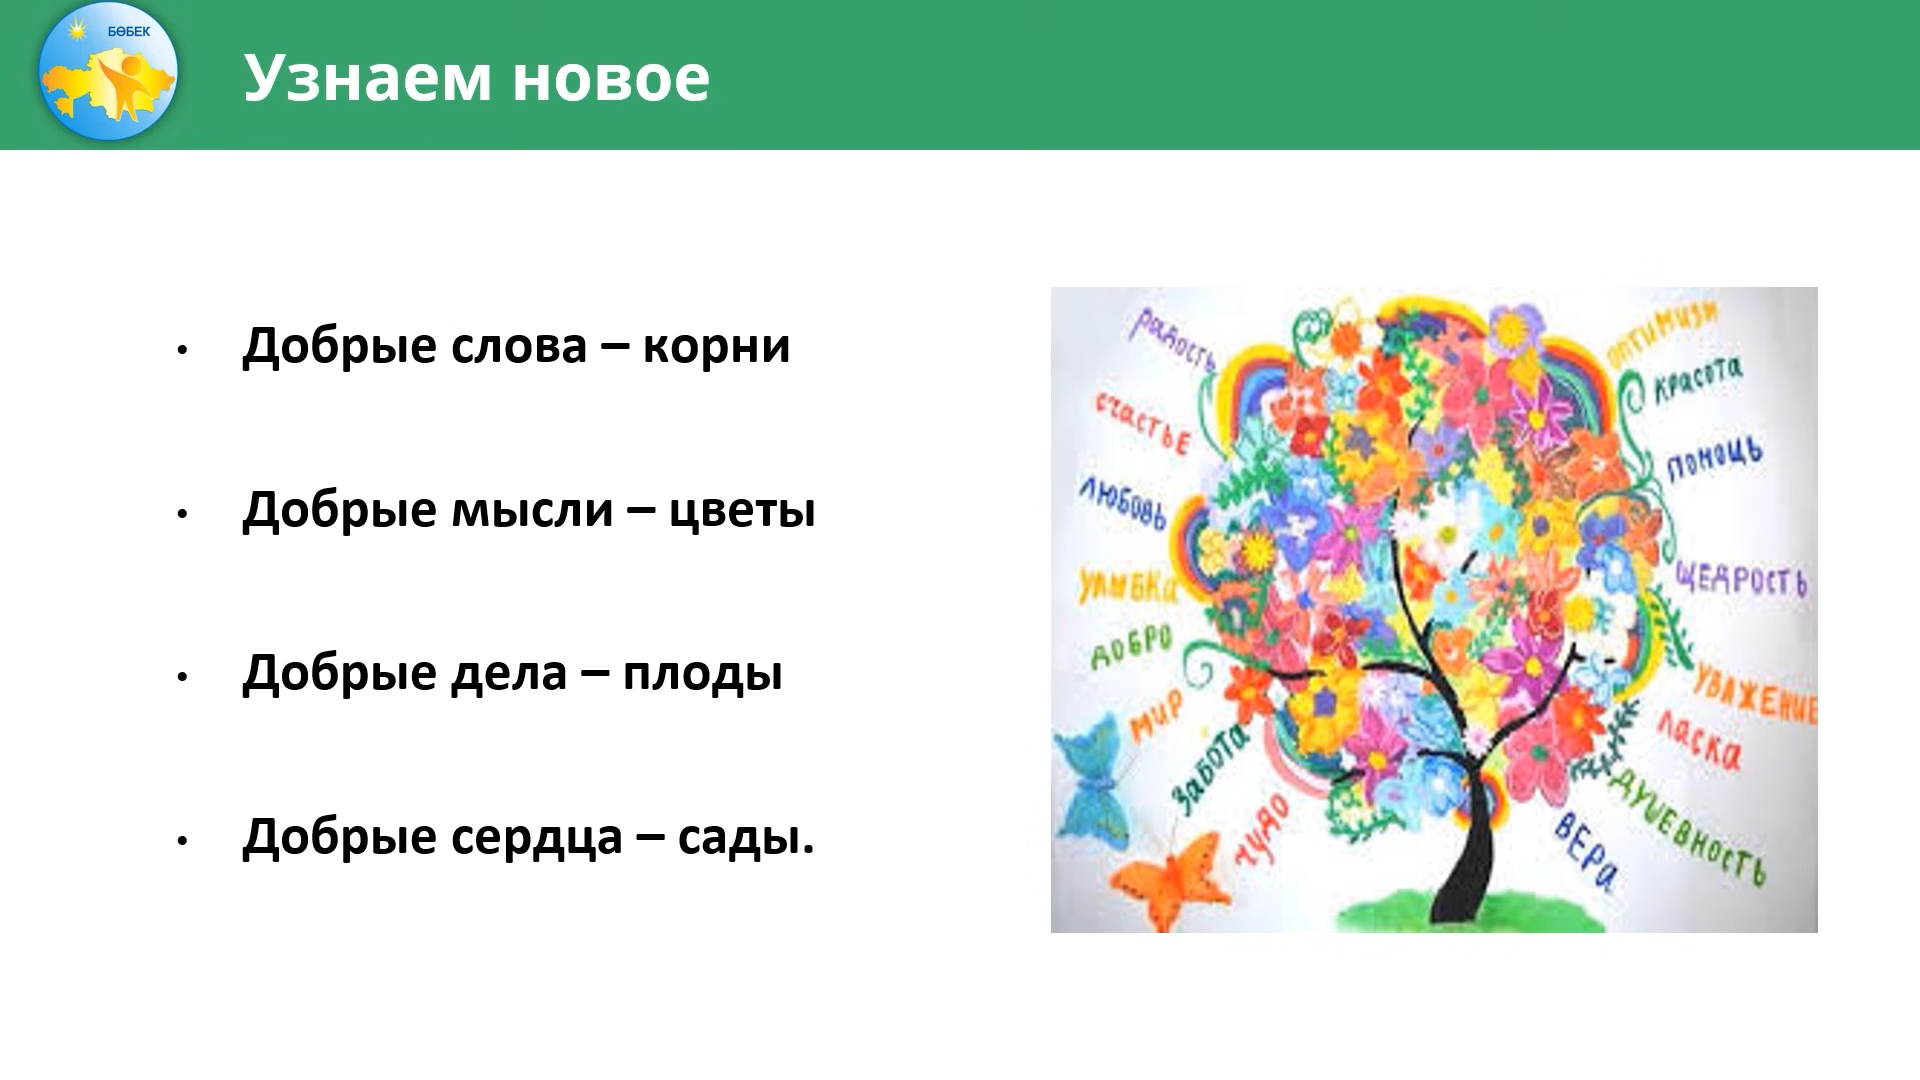 БӨБЕК
Узнаем новое
• Добрые слова – корни
• Добрые мысли – цветы
• Добрые дела – плоды
• Добрые сердца – сады.
радость
счастье
любовь
улыбка
добро
мир
забота
чудо
оптимизм
красота
помощь
щедрость
уважение
ласка
душевность
вера